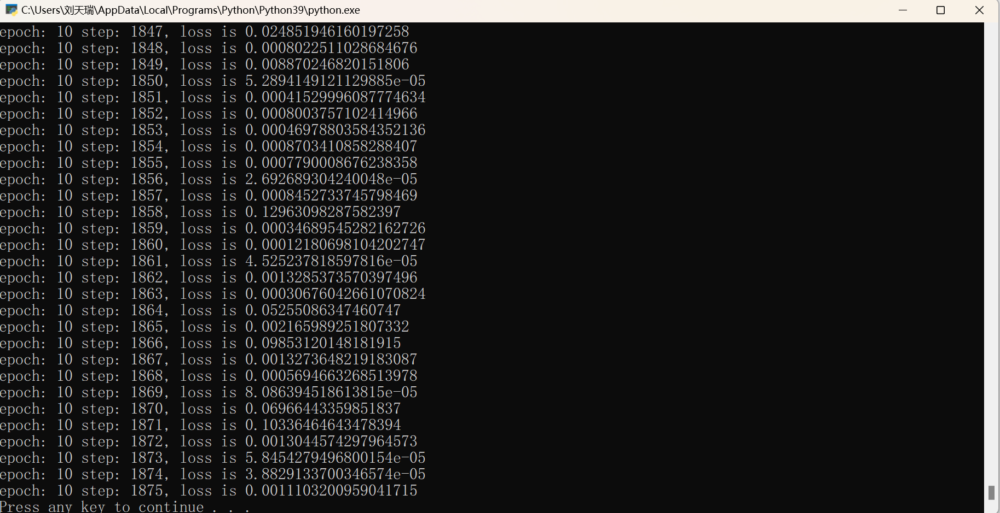 C:\Users\刘天瑞\AppData\Local\Programs\Python\Python39\python.exe
epoch: 10 step: 1847, loss is 0.024851946160197258
epoch: 10 step: 1848, loss is 0.0008022511028684676
epoch: 10 step: 1849, loss is 0.008870246820151806
epoch: 10 step: 1850, loss is 5.2894149121129885e-05
epoch: 10 step: 1851, loss is 0.00041529996087774634
epoch: 10 step: 1852, loss is 0.0008003757102414966
epoch: 10 step: 1853, loss is 0.00046978803584352136
epoch: 10 step: 1854, loss is 0.0008703410858288407
epoch: 10 step: 1855, loss is 0.0007790008676238358
epoch: 10 step: 1856, loss is 2.692689304240048e-05
epoch: 10 step: 1857, loss is 0.0008452733745798469
epoch: 10 step: 1858, loss is 0.12963098287582397
epoch: 10 step: 1859, loss is 0.00034689545282162726
epoch: 10 step: 1860, loss is 0.00012180698104202747
epoch: 10 step: 1861, loss is 4.525237818597816e-05
epoch: 10 step: 1862, loss is 0.0013285373570397496
epoch: 10 step: 1863, loss is 0.00030676042661070824
epoch: 10 step: 1864, loss is 0.05255086347460747
epoch: 10 step: 1865, loss is 0.002165989251807332
epoch: 10 step: 1866, loss is 0.09853120148181915
epoch: 10 step: 1867, loss is 0.0013273648219183087
epoch: 10 step: 1868, loss is 0.0005694663268513978
epoch: 10 step: 1869, loss is 8.086394518613815e-05
epoch: 10 step: 1870, loss is 0.06966443359851837
epoch: 10 step: 1871, loss is 0.10336464643478394
epoch: 10 step: 1872, loss is 0.0013044574297964573
epoch: 10 step: 1873, loss is 5.8454279496800154e-05
epoch: 10 step: 1874, loss is 3.8829133700346574e-05
epoch: 10 step: 1875, loss is 0.0011103200959041715
Press any key to continue . . .